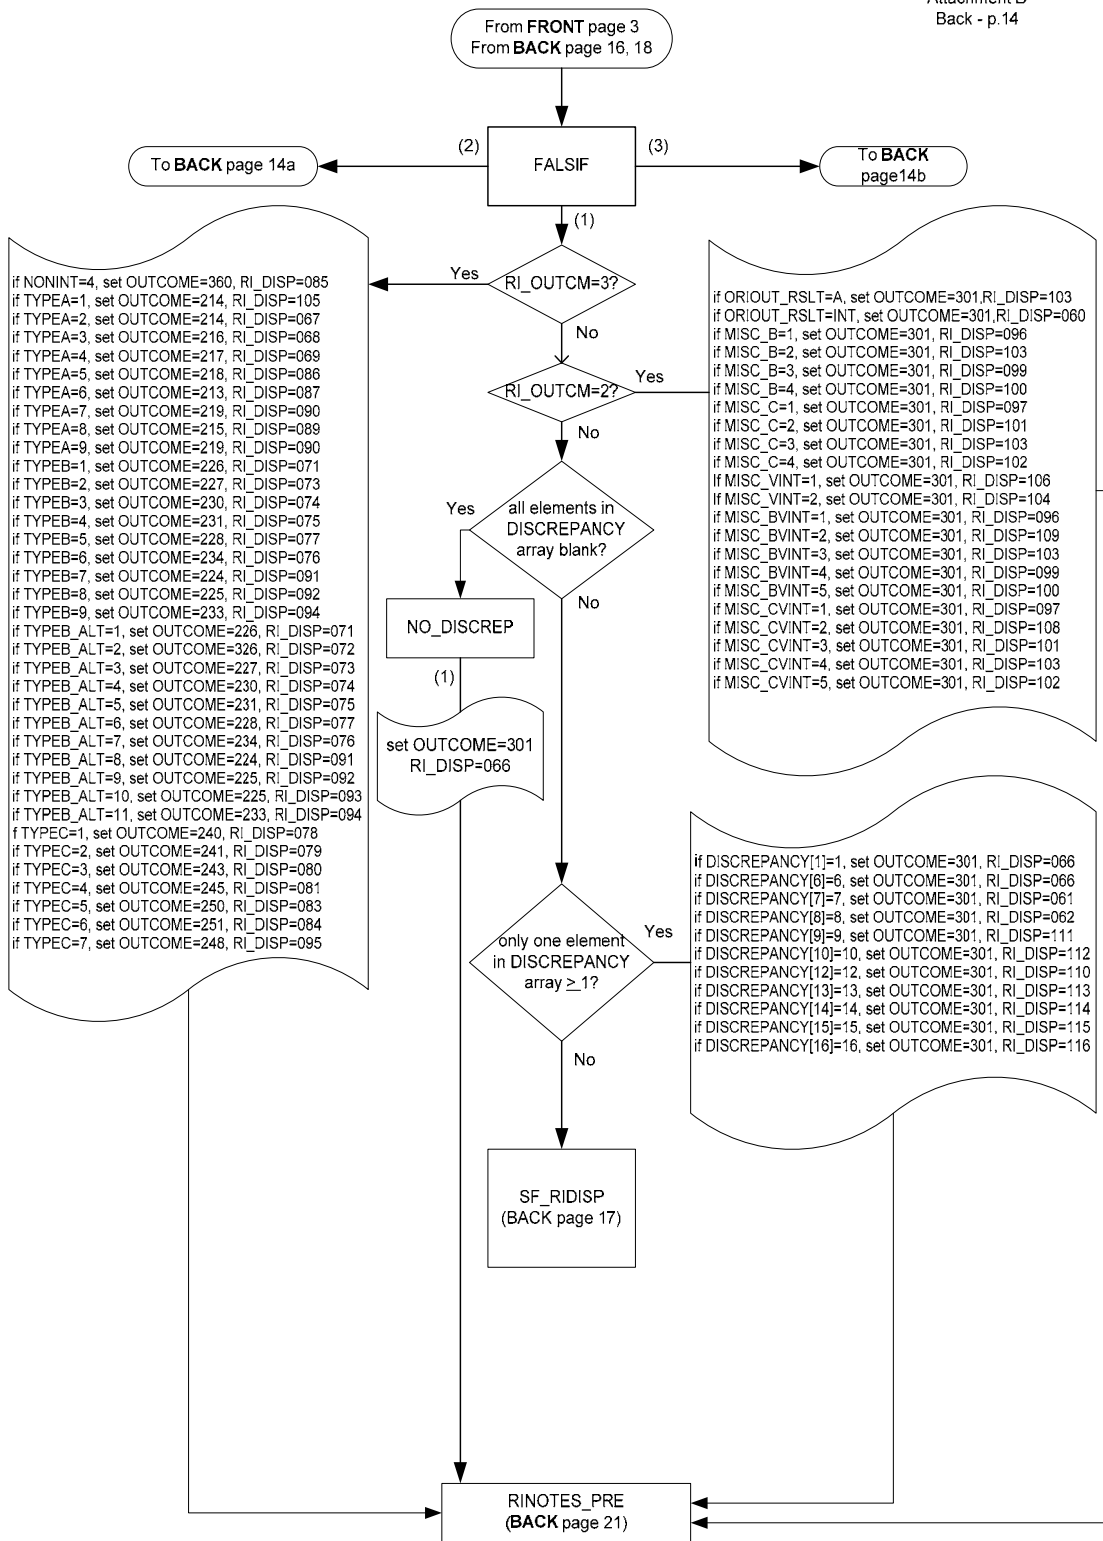 Attachment B
Back - p.14
From FRONT page 3
From BACK page 16, 18
(2)
(3)
To BACK page 14a
FALSIF
To BACK
page14b
(1)
Yes
RI_OUTCM=3?
No
RI_OUTCM=2?
Yes
No
if NONINT=4, set OUTCOME=360, RI_DISP=085
if TYPEA=1, set OUTCOME=214, RI_DISP=105
if TYPEA=2, set OUTCOME=214, RI_DISP=067
if TYPEA=3, set OUTCOME=216, RI_DISP=068
if TYPEA=4, set OUTCOME=217, RI_DISP=069
if TYPEA=5, set OUTCOME=218, RI_DISP=086
if TYPEA=6, set OUTCOME=213, RI_DISP=087
if TYPEA=7, set OUTCOME=219, RI_DISP=090
if TYPEA=8, set OUTCOME=215, RI_DISP=089
if TYPEA=9, set OUTCOME=219, RI_DISP=090
if TYPEB=1, set OUTCOME=226, RI_DISP=071
if TYPEB=2, set OUTCOME=227, RI_DISP=073
if TYPEB=3, set OUTCOME=230, RI_DISP=074
if TYPEB=4, set OUTCOME=231, RI_DISP=075
if TYPEB=5, set OUTCOME=228, RI_DISP=077
if TYPEB=6, set OUTCOME=234, RI_DISP=076
if TYPEB=7, set OUTCOME=224, RI_DISP=091
if TYPEB=8, set OUTCOME=225, RI_DISP=092
if TYPEB=9, set OUTCOME=233, RI_DISP=094
if TYPEB_ALT=1, set OUTCOME=226, RI_DISP=071
if TYPEB_ALT=2, set OUTCOME=326, RI_DISP=072
if TYPEB_ALT=3, set OUTCOME=227, RI_DISP=073
if TYPEB_ALT=4, set OUTCOME=230, RI_DISP=074
if TYPEB_ALT=5, set OUTCOME=231, RI_DISP=075
if TYPEB_ALT=6, set OUTCOME=228, RI_DISP=077
if TYPEB_ALT=7, set OUTCOME=234, RI_DISP=076
if TYPEB_ALT=8, set OUTCOME=224, RI_DISP=091
if TYPEB_ALT=9, set OUTCOME=225, RI_DISP=092
if TYPEB_ALT=10, set OUTCOME=225, RI_DISP=093
if TYPEB_ALT=11, set OUTCOME=233, RI_DISP=094
f TYPEC=1, set OUTCOME=240, RI_DISP=078
if TYPEC=2, set OUTCOME=241, RI_DISP=079
if TYPEC=3, set OUTCOME=243, RI_DISP=080
if TYPEC=4, set OUTCOME=245, RI_DISP=081
if TYPEC=5, set OUTCOME=250, RI_DISP=083
if TYPEC=6, set OUTCOME=251, RI_DISP=084
if TYPEC=7, set OUTCOME=248, RI_DISP=095
if ORIOUT_RSLT=A, set OUTCOME=301,RI_DISP=103
if ORIOUT_RSLT=INT, set OUTCOME=301,RI_DISP=060
if MISC_B=1, set OUTCOME=301, RI_DISP=096
if MISC_B=2, set OUTCOME=301, RI_DISP=103
if MISC_B=3, set OUTCOME=301, RI_DISP=099
if MISC_B=4, set OUTCOME=301, RI_DISP=100
if MISC_C=1, set OUTCOME=301, RI_DISP=097
if MISC_C=2, set OUTCOME=301, RI_DISP=101
if MISC_C=3, set OUTCOME=301, RI_DISP=103
if MISC_C=4, set OUTCOME=301, RI_DISP=102
if MISC_VINT=1, set OUTCOME=301, RI_DISP=106
if MISC_VINT=2, set OUTCOME=301, RI_DISP=104
if MISC_BVINT=1, set OUTCOME=301, RI_DISP=096
if MISC_BVINT=2, set OUTCOME=301, RI_DISP=109
if MISC_BVINT=3, set OUTCOME=301, RI_DISP=103
if MISC_BVINT=4, set OUTCOME=301, RI_DISP=099
if MISC_BVINT=5, set OUTCOME=301, RI_DISP=100
if MISC_CVINT=1, set OUTCOME=301, RI_DISP=097
if MISC_CVINT=2, set OUTCOME=301, RI_DISP=108
if MISC_CVINT=3, set OUTCOME=301, RI_DISP=101
if MISC_CVINT=4, set OUTCOME=301, RI_DISP=103
if MISC_CVINT=5, set OUTCOME=301, RI_DISP=102
Yes
all elements in
DISCREPANCY
array blank?
No
NO_DISCREP
(1)
set OUTCOME=301
RI_DISP=066
only one element
in DISCREPANCY
array ≥ 1?
Yes
No
if DISCREPANCY[1]=1, set OUTCOME=301, RI_DISP=066
if DISCREPANCY[6]=6, set OUTCOME=301, RI_DISP=066
if DISCREPANCY[7]=7, set OUTCOME=301, RI_DISP=061
if DISCREPANCY[8]=8, set OUTCOME=301, RI_DISP=062
if DISCREPANCY[9]=9, set OUTCOME=301, RI_DISP=111
if DISCREPANCY[10]=10, set OUTCOME=301, RI_DISP=112
if DISCREPANCY[12]=12, set OUTCOME=301, RI_DISP=110
if DISCREPANCY[13]=13, set OUTCOME=301, RI_DISP=113
if DISCREPANCY[14]=14, set OUTCOME=301, RI_DISP=114
if DISCREPANCY[15]=15, set OUTCOME=301, RI_DISP=115
if DISCREPANCY[16]=16, set OUTCOME=301, RI_DISP=116
SF_RIDISP
(BACK page 17)
RINOTES_PRE
(BACK page 21)